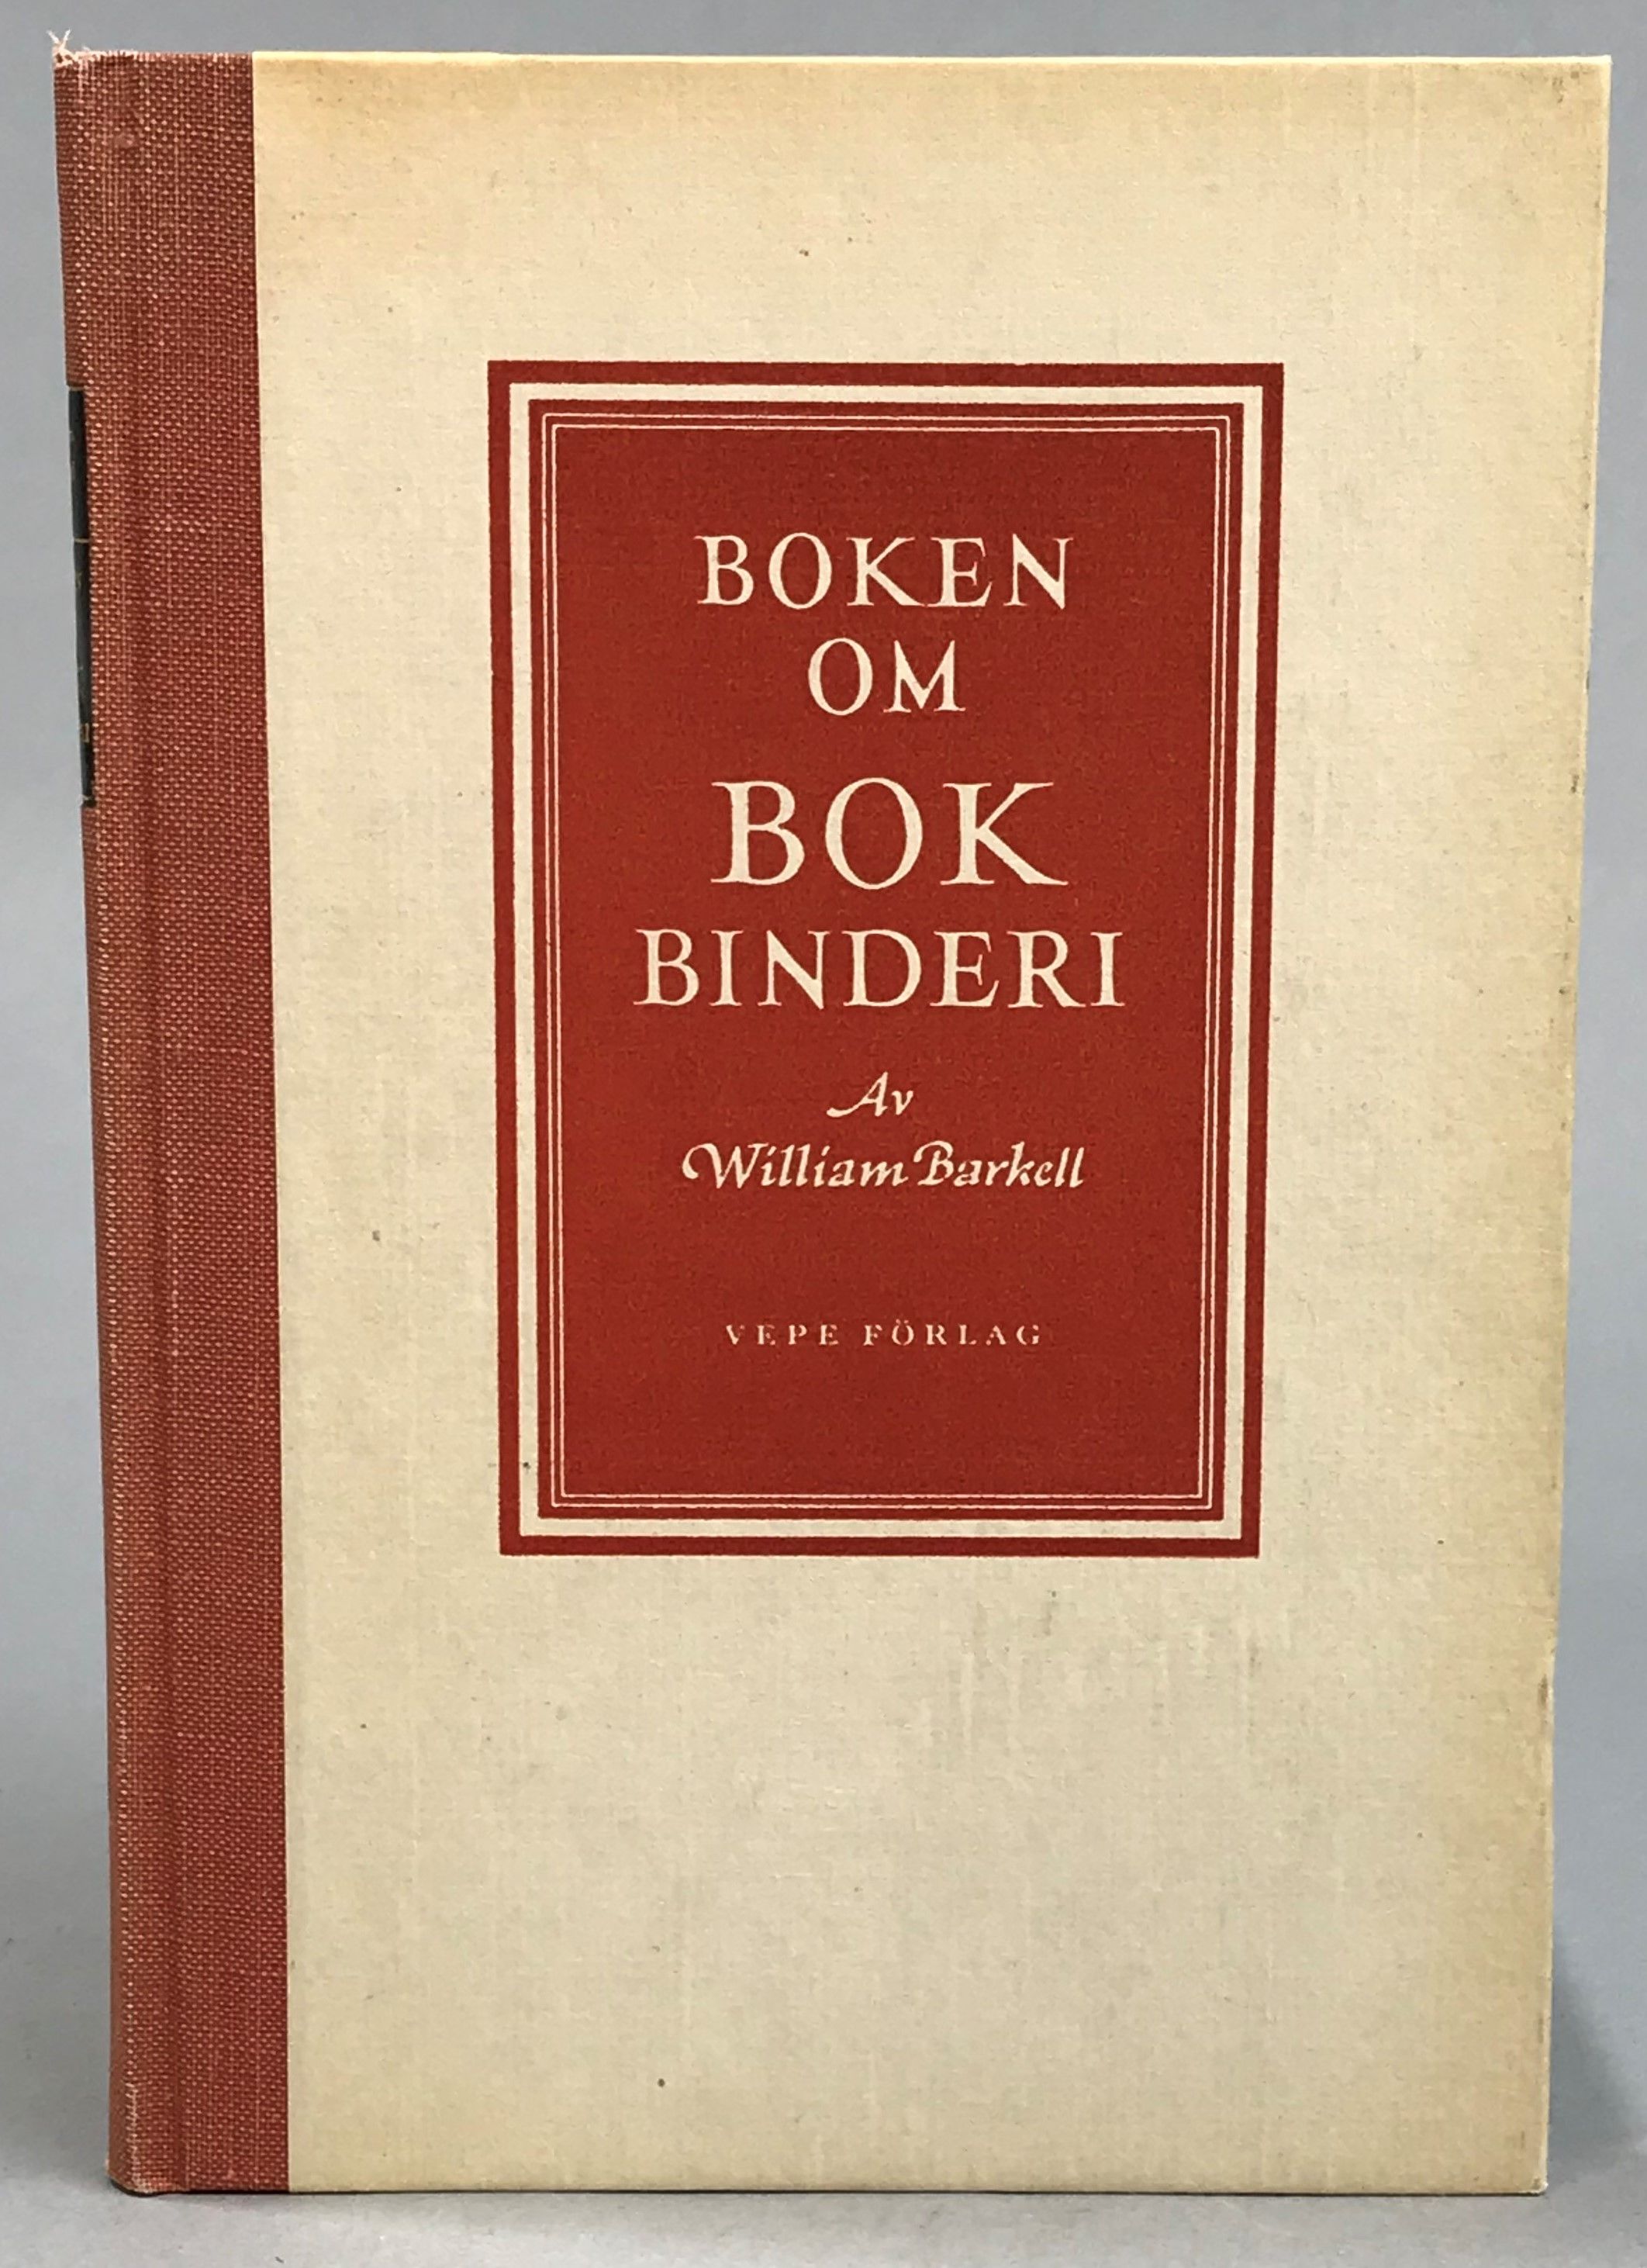 BOKEN
OM
BOK
BINDERI
Av
William Barkell
VEPE FÖRLAG